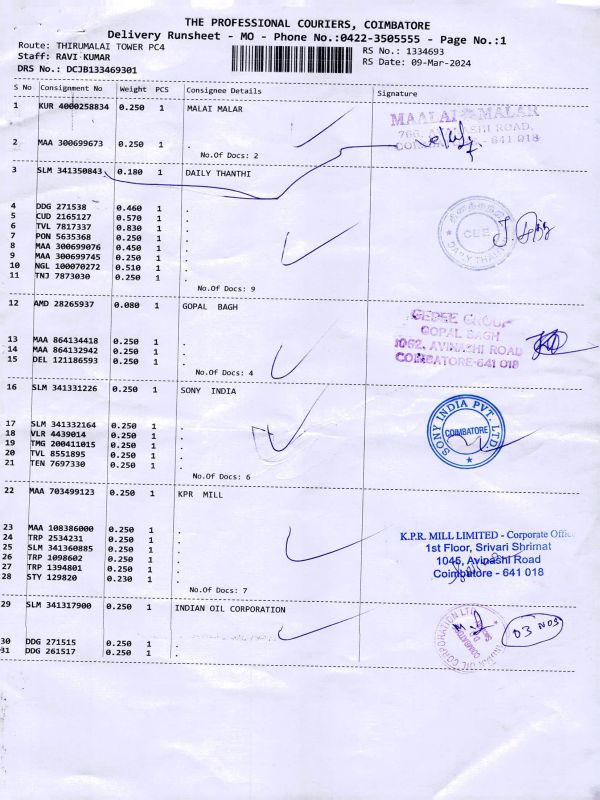 THE PROFESSIONAL COURIERS, COIMBATORE
Delivery Runsheet - MO - Phone No.:0422-3505555 - Page No.:1
Route: THIRUMALAI TOWER PC4 RS No.: 1334693
Staff: RAVI KUMAR RS Date: 09-Mar-2024
DRS No.: DCJB133469301
S No Consignment No Weight PCS Consignee Details Signature
1 KUR 4000258834 0.250 1 MALAI MALAR
MAALAI MALAR
766, AVINASHI ROAD,
2 MAA 300699673 0.250 1 . COIMBATORE - 641 018
No.Of Docs: 2
3 SLM 341350843 0.180 1 DAILY THANTHI
4 DDG 271538 0.460 1 .
5 CUD 2165127 0.570 1 .
6 TVL 7817337 0.830 1 .
7 PON 5635368 0.250 1 .
8 MAA 300699076 0.450 1 .
9 MAA 300699745 0.250 1 .
10 NGL 100070272 0.510 1 .
11 TNJ 7873030 0.250 1 .
CBE
DAILY THANTHI
No.Of Docs: 9
12 AMD 28265937 0.080 1 GOPAL BAGH
GEDEE GROUP
GOPAL BAGH
13 MAA 864134418 0.250 1 . 1062, AVINASHI ROAD
14 MAA 864132942 0.250 1 . COIMBATORE-641 018
15 DEL 121186593 0.250 1 .
No.Of Docs: 4
16 SLM 341331226 0.250 1 SONY INDIA
SONY INDIA PVT. LTD.
COIMBATORE
17 SLM 341332164 0.250 1 .
18 VLR 4439014 0.250 1 .
19 TMG 200411015 0.250 1 .
20 TVL 8551895 0.250 1 .
21 TEN 7697330 0.250 1 .
No.Of Docs: 6
22 MAA 703499123 0.250 1 KPR MILL
23 MAA 108386000 0.250 1 .
24 TRP 2534231 0.250 1 .
25 SLM 341360885 0.250 1 .
26 TRP 1098602 0.250 1 .
27 TRP 1394801 0.250 1 .
28 STY 129820 0.230 1 .
K.P.R. MILL LIMITED - Corporate Office
1st Floor, Srivari Shrimat
1045, Avinashi Road
Coimbatore - 641 018
No.Of Docs: 7
29 SLM 341317900 0.250 1 INDIAN OIL CORPORATION
03 NOS
30 DDG 271515 0.250 1 .
31 DDG 261517 0.250 1 .